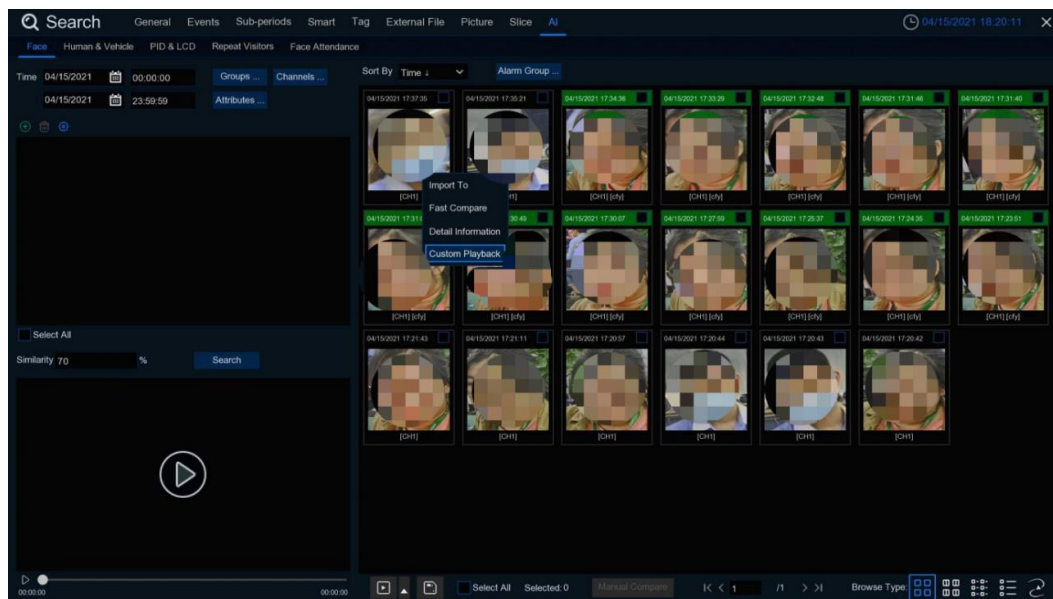 Search General Events Sub-periods Smart Tag External File Picture Slice AI 04/15/2021 18:20:11
Face Human & Vehicle PID & LCD Repeat Visitors Face Attendance
Time 04/15/2021 00:00:00 Groups ... Channels ... Sort By Time ↓ Alarm Group ...
04/15/2021 23:59:59 Attributes ...
04/15/2021 17:37:35 04/15/2021 17:35:21 04/15/2021 17:34:36 04/15/2021 17:33:29 04/15/2021 17:32:48 04/15/2021 17:31:46 04/15/2021 17:31:40
[CH1] [CH1] [cfy] [CH1] [cfy] [CH1] [cfy] [CH1] [cfy] [CH1] [cfy]
Import To
Fast Compare
Detail Information
Custom Playback
04/15/2021 17:31 30:49 04/15/2021 17:30:07 04/15/2021 17:27:59 04/15/2021 17:25:37 04/15/2021 17:24:35 04/15/2021 17:23:51
[CH1] [cfy] [CH1] [cfy] [CH1] [cfy] [CH1] [cfy] [CH1] [cfy] [CH1] [cfy] [CH1] [cfy]
Select All
Similarity 70 % Search
04/15/2021 17:21:43 04/15/2021 17:21:11 04/15/2021 17:20:57 04/15/2021 17:20:44 04/15/2021 17:20:43 04/15/2021 17:20:42
[CH1] [CH1] [CH1] [CH1] [CH1] [CH1]
00:00:00 00:00:00
Select All Selected: 0 Manual Compare 1 /1 Browse Type: